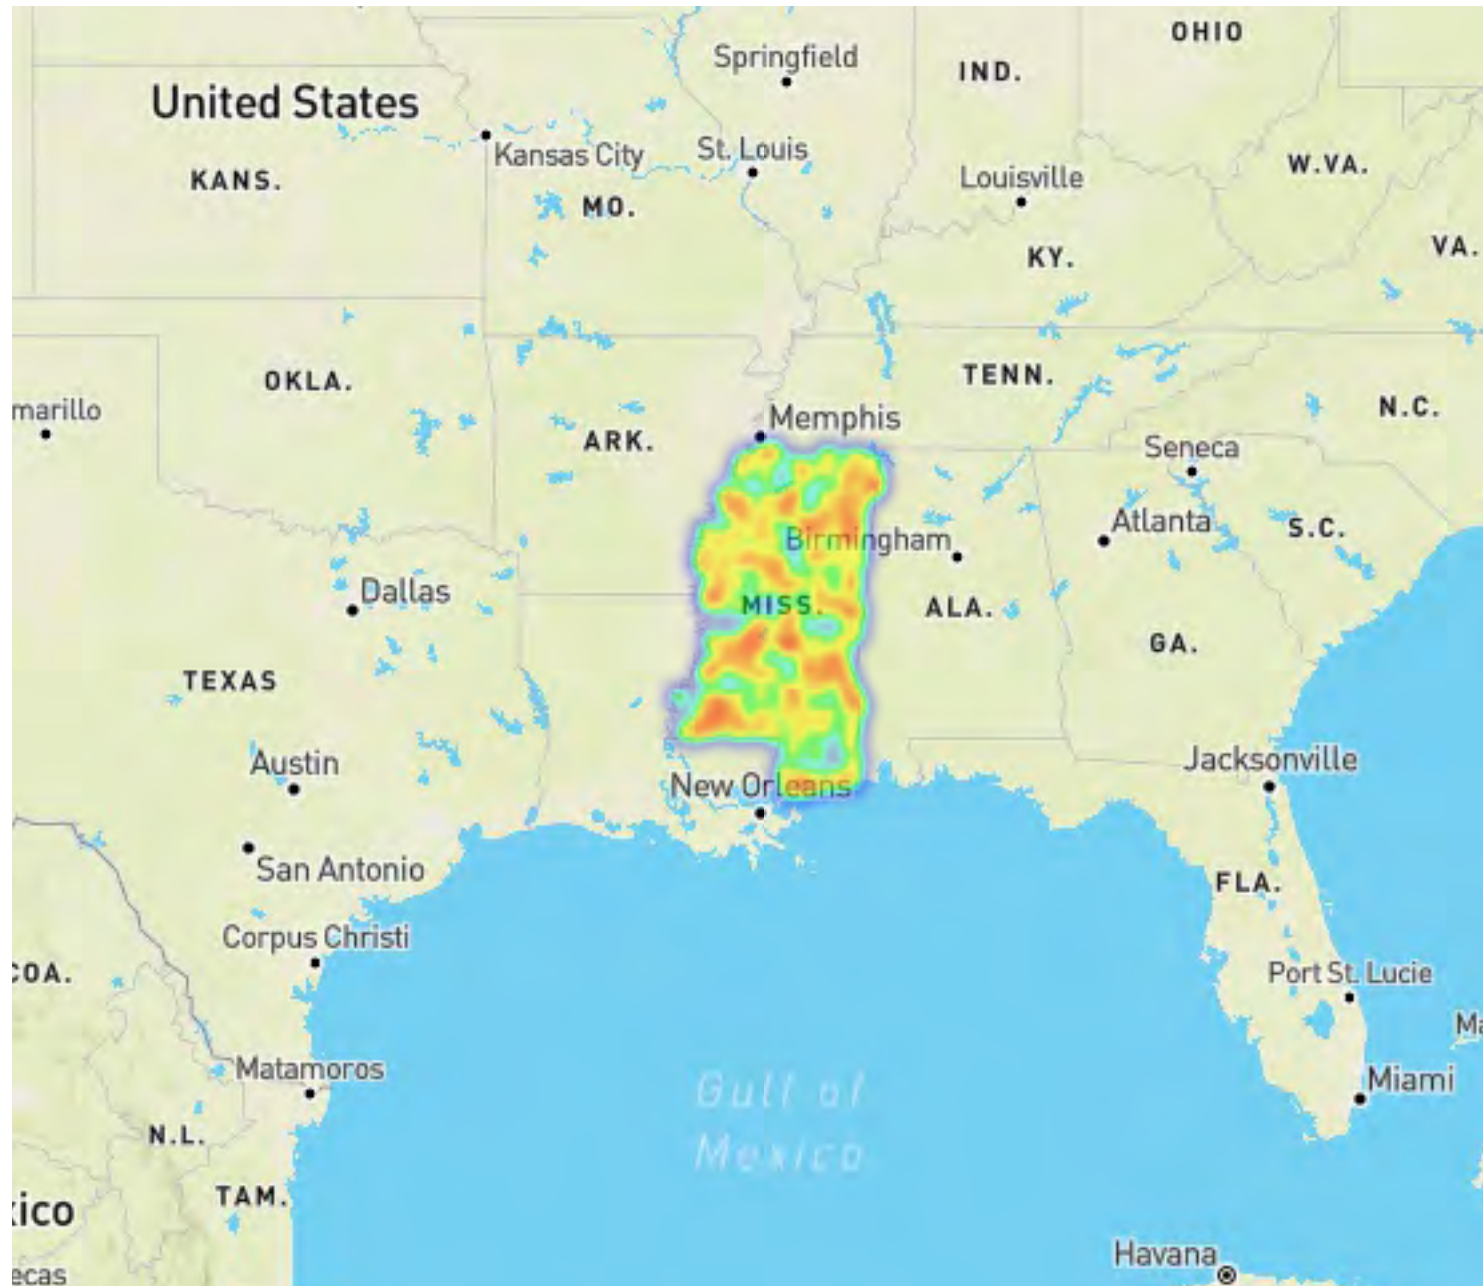 OHIO
Springfield
IND.
United States
Kansas City
St. Louis
W.VA.
KANS.
Louisville
MO.
VA.
KY.
OKLA.
TENN.
marillo
N.C.
Memphis
ARK.
Seneca
Atlanta
S.C.
Birmingham
Dallas
MISS.
ALA.
GA.
TEXAS
Austin
Jacksonville
New Orleans
San Antonio
FLA.
Corpus Christi
COA.
Port St. Lucie
Ma
Matamoros
Miami
Gulf of
Mexico
N.L.
TAM.
xico
Havana
ecas